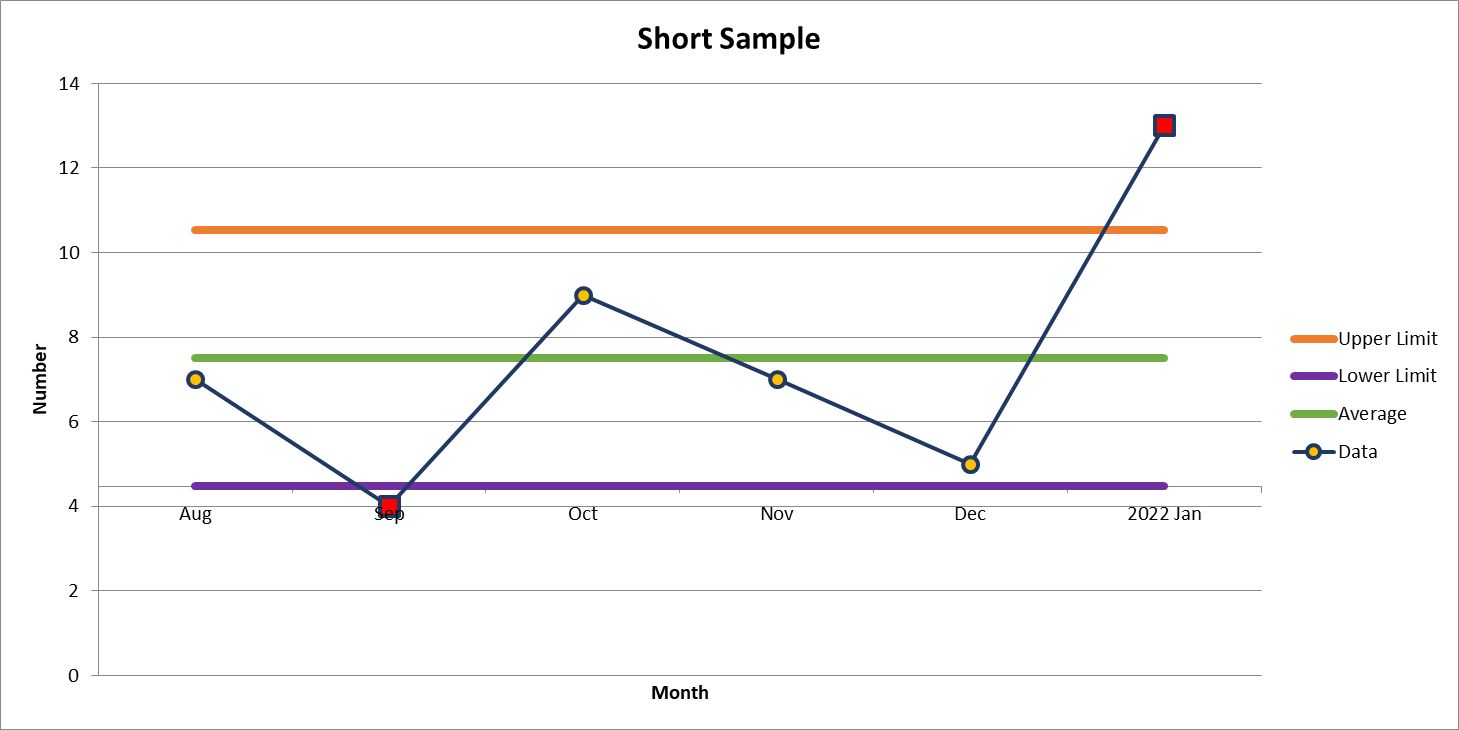 Short Sample
14
12
10
8
6
4
2
0
Number
Aug Sep Oct Nov Dec 2022 Jan
Month
Upper Limit
Lower Limit
Average
Data